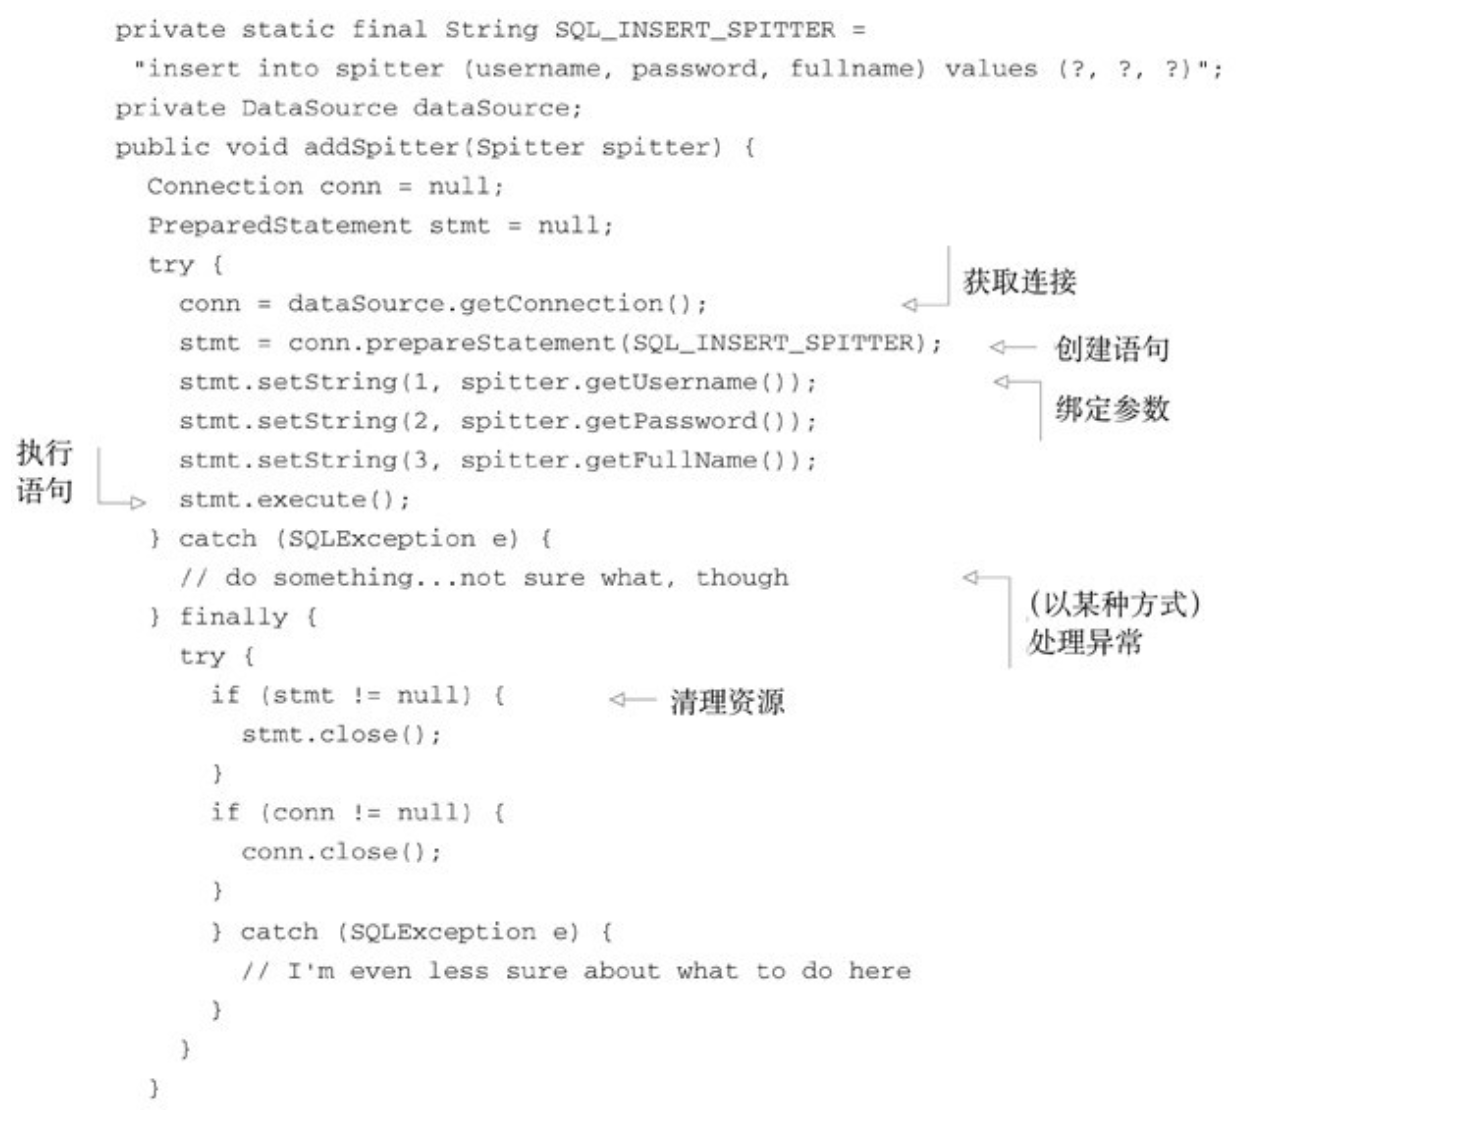 private static final String SQL_INSERT_SPITTER =
"insert into spitter (username, password, fullname) values (?, ?, ?)";
private DataSource dataSource;
public void addSpitter(Spitter spitter) {
Connection conn = null;
PreparedStatement stmt = null;
try {
获取连接
conn = dataSource.getConnection();
stmt = conn.prepareStatement(SQL_INSERT_SPITTER);
创建语句
stmt.setString(1, spitter.getUsername());
绑定参数
stmt.setString(2, spitter.getPassword());
执行
stmt.setString(3, spitter.getFullName());
语句
stmt.execute();
} catch (SQLException e) {
// do something...not sure what, though
(以某种方式)
处理异常
} finally {
try {
if (stmt != null) {
清理资源
stmt.close();
}
if (conn != null) {
conn.close();
}
} catch (SQLException e) {
// I'm even less sure about what to do here
}
}
}